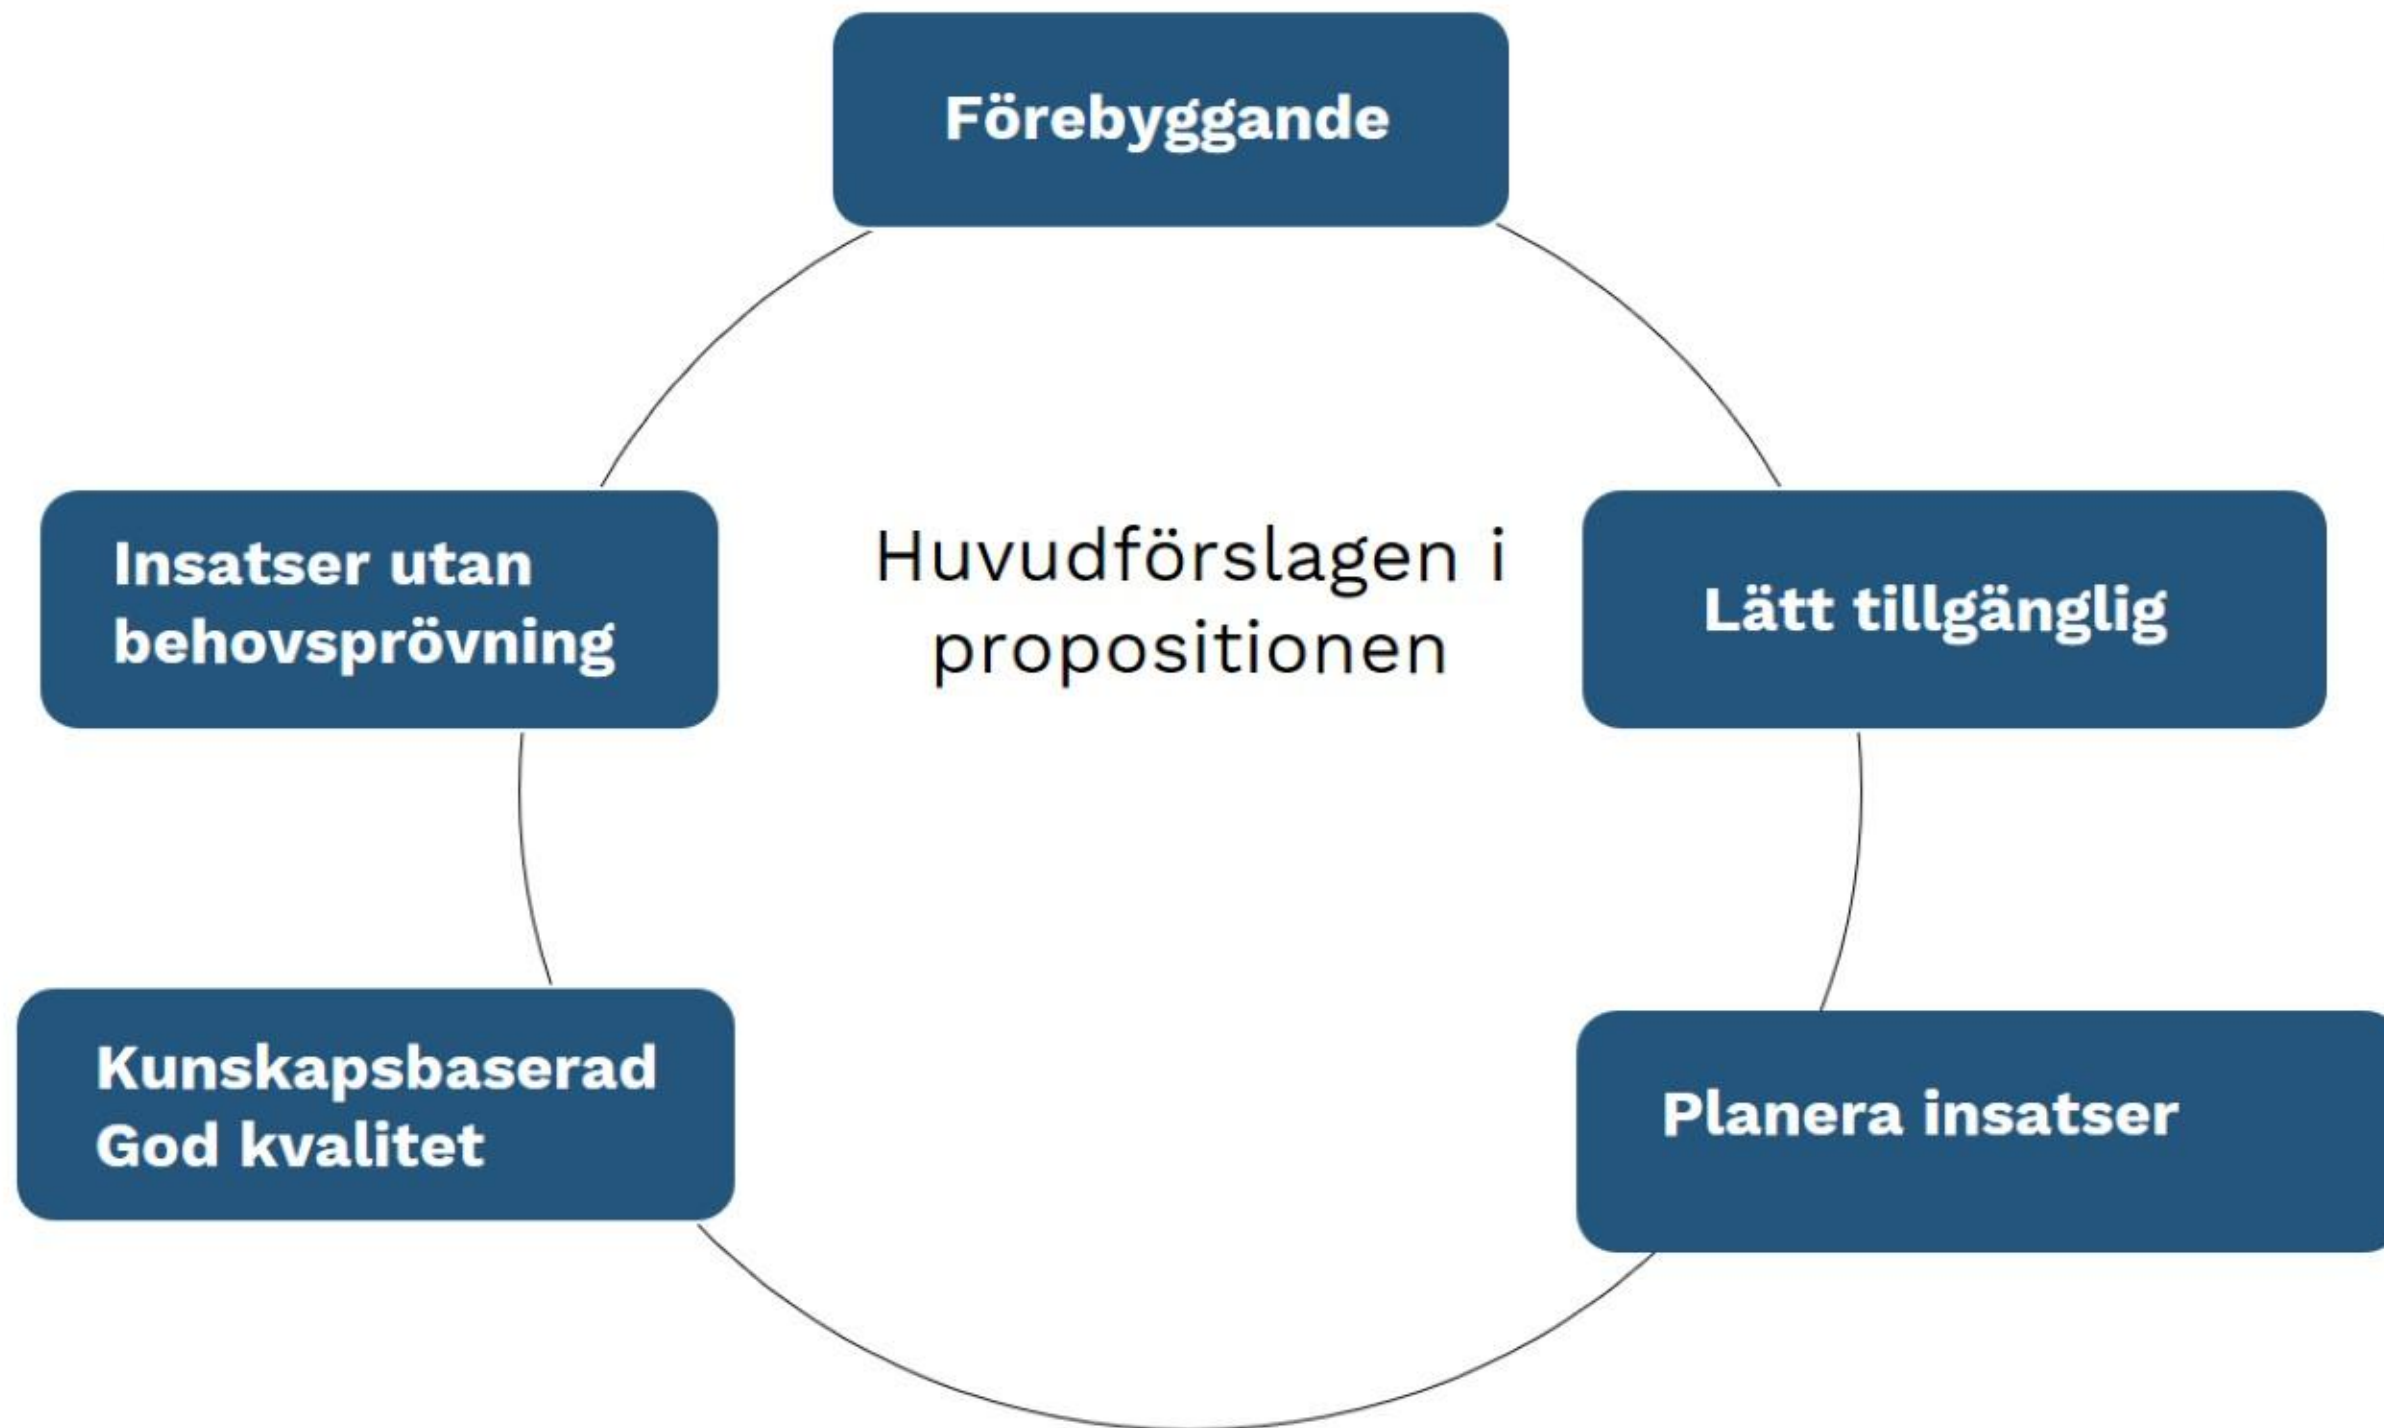 Förebyggande
Insatser utan
behovsprövning
Huvudförslagen i
propositionen
Lätt tillgänglig
Kunskapsbaserad
God kvalitet
Planera insatser